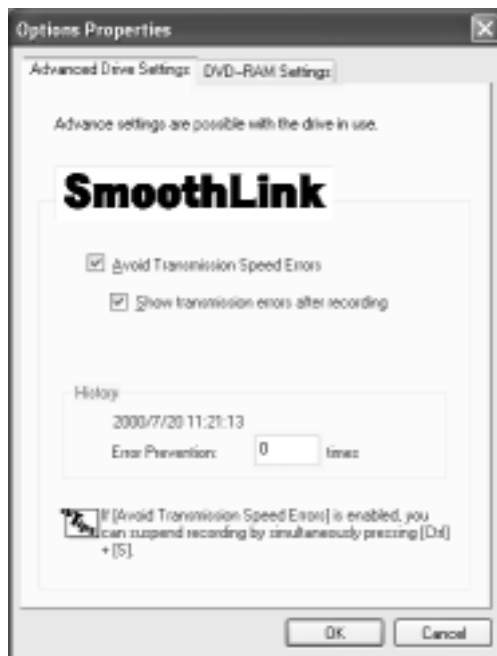 Options Properties
Advanced Drive Settings
DVD-RAM Settings
Advance settings are possible with the drive in use.
SmoothLink
Avoid Transmission Speed Errors
Show transmission errors after recording
History
2000/7/20 11:21:13
Error Prevention: 0 times
If [Avoid Transmission Speed Errors] is enabled, you
can suspend recording by simultaneously pressing [Ctrl]
+ [S].
OK
Cancel